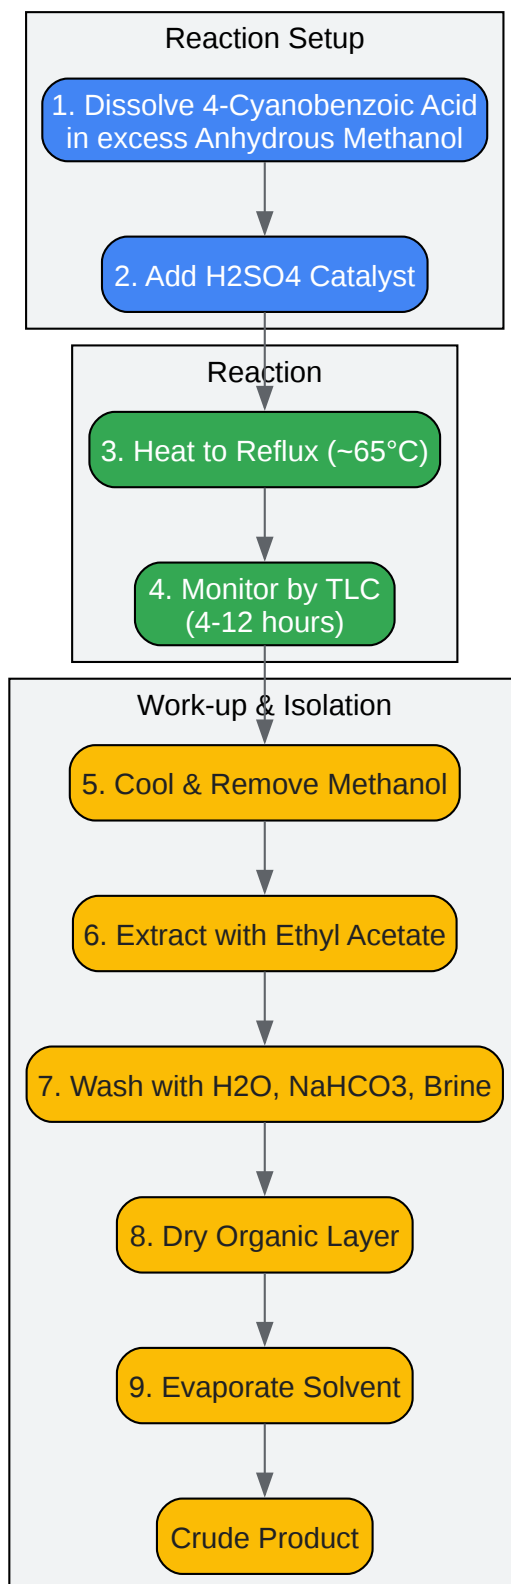 Reaction Setup
1. Dissolve 4-Cyanobenzoic Acid
in excess Anhydrous Methanol
2. Add H2SO4 Catalyst
Reaction
3. Heat to Reflux (~65°C)
4. Monitor by TLC
(4-12 hours)
Work-up & Isolation
5. Cool & Remove Methanol
6. Extract with Ethyl Acetate
7. Wash with H2O, NaHCO3, Brine
8. Dry Organic Layer
9. Evaporate Solvent
Crude Product